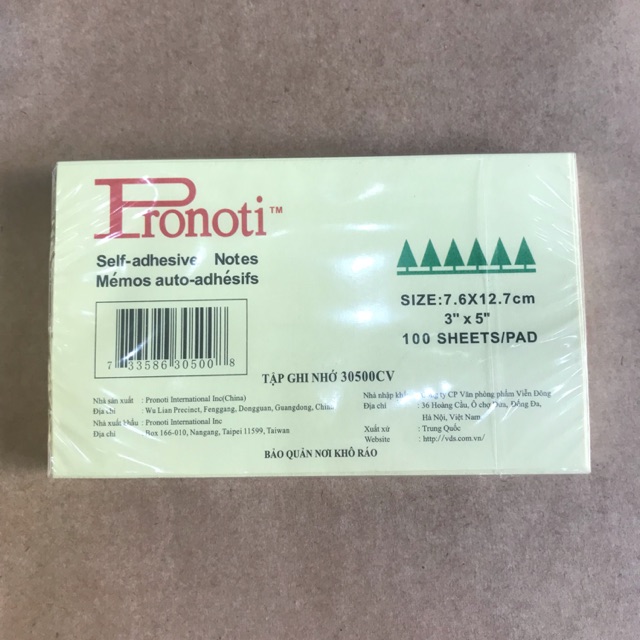 Pronoti™
Self-adhesive Notes
Mémos auto-adhésifs
SIZE:7.6X12.7cm
3" x 5"
100 SHEETS/PAD
7 33586 30500 8
TẬP GHI NHỚ 30500CV
Nhà sản xuất : Pronoti International Inc(China)
Địa chỉ : Wu Lian Precinct, Fenggang, Dongguan, Guangdong, China
Nhà xuất khẩu : Pronoti International Inc
Địa chỉ : Box 166-010, Nangang, Taipei 11599, Taiwan
Nhà nhập khẩu : Công ty CP Văn phòng phẩm Viễn Đông
Địa chỉ : 36 Hoàng Cầu, Ô chợ Dừa, Đống Đa,
Hà Nội, Việt Nam
Xuất xứ : Trung Quốc
Website : http://vds.com.vn/
BẢO QUẢN NƠI KHÔ RÁO